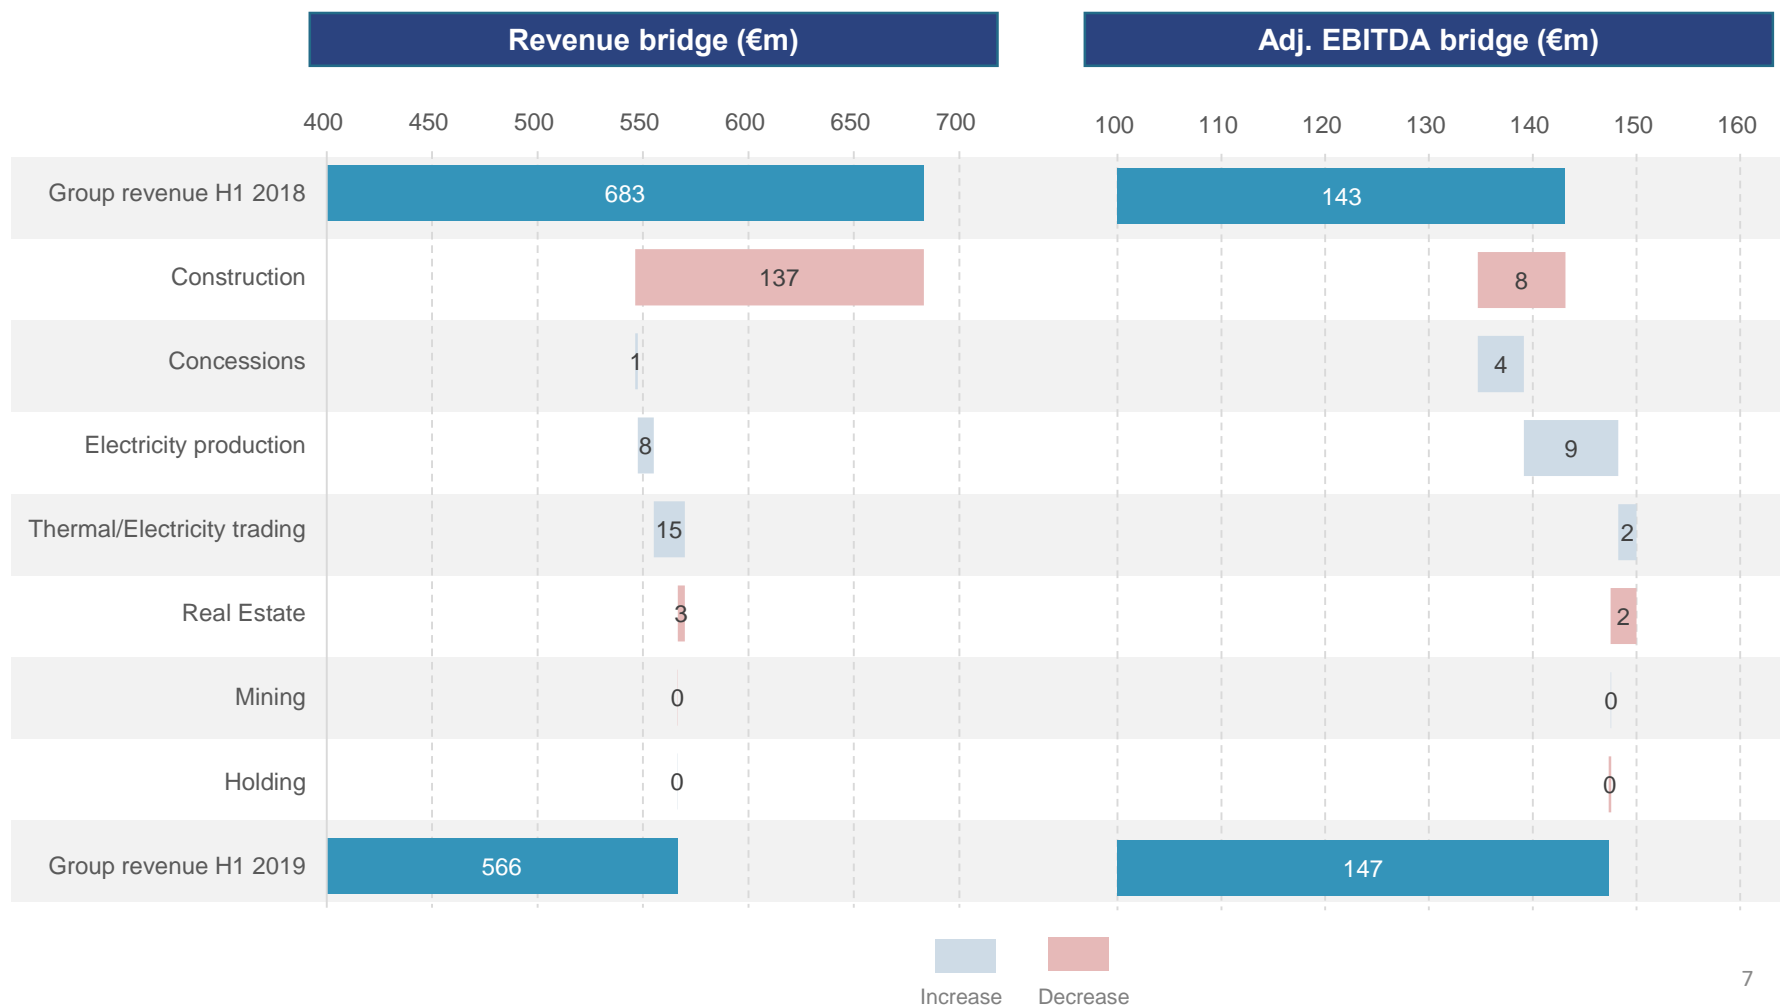 Revenue bridge (€m)
Adj. EBITDA bridge (€m)
400 450 500 550 600 650 700
100 110 120 130 140 150 160
Group revenue H1 2018 683 143
Construction 137 8
Concessions 1 4
Electricity production 8 9
Thermal/Electricity trading 15 2
Real Estate 3 2
Mining 0 0
Holding 0 0
Group revenue H1 2019 566 147
Increase Decrease
7